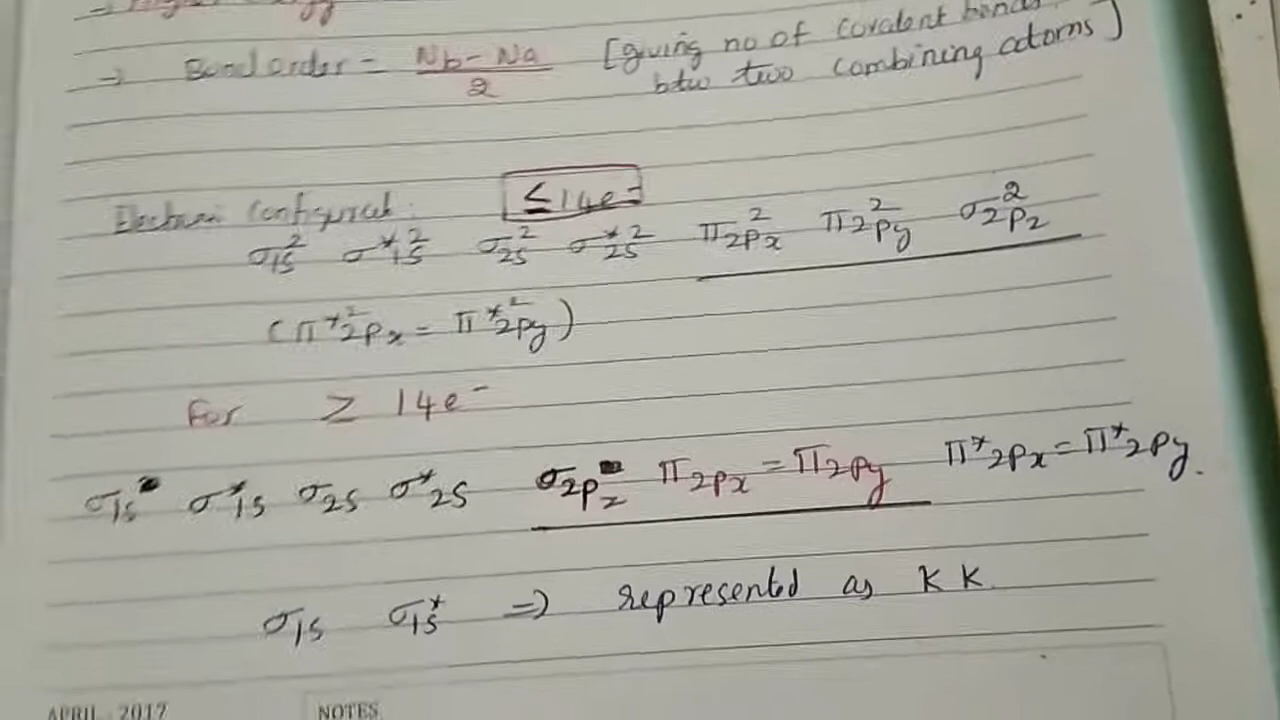 → Bond order = Nb - Na / 2 [giving no of covalent bonds
btw two combining atoms]
Electronic Configurat: ≤ 14e⁻
σ1s² σ*1s² σ2s² σ*2s² π2px² π2py² σ2pz²
(π*2px² = π*2py²)
For ≥ 14e⁻
σ1s σ*1s σ2s σ*2s σ2pz π2px = π2py π*2px = π*2py.
σ1s σ1s* ⇒ represented as KK.
APRIL 2017 NOTES